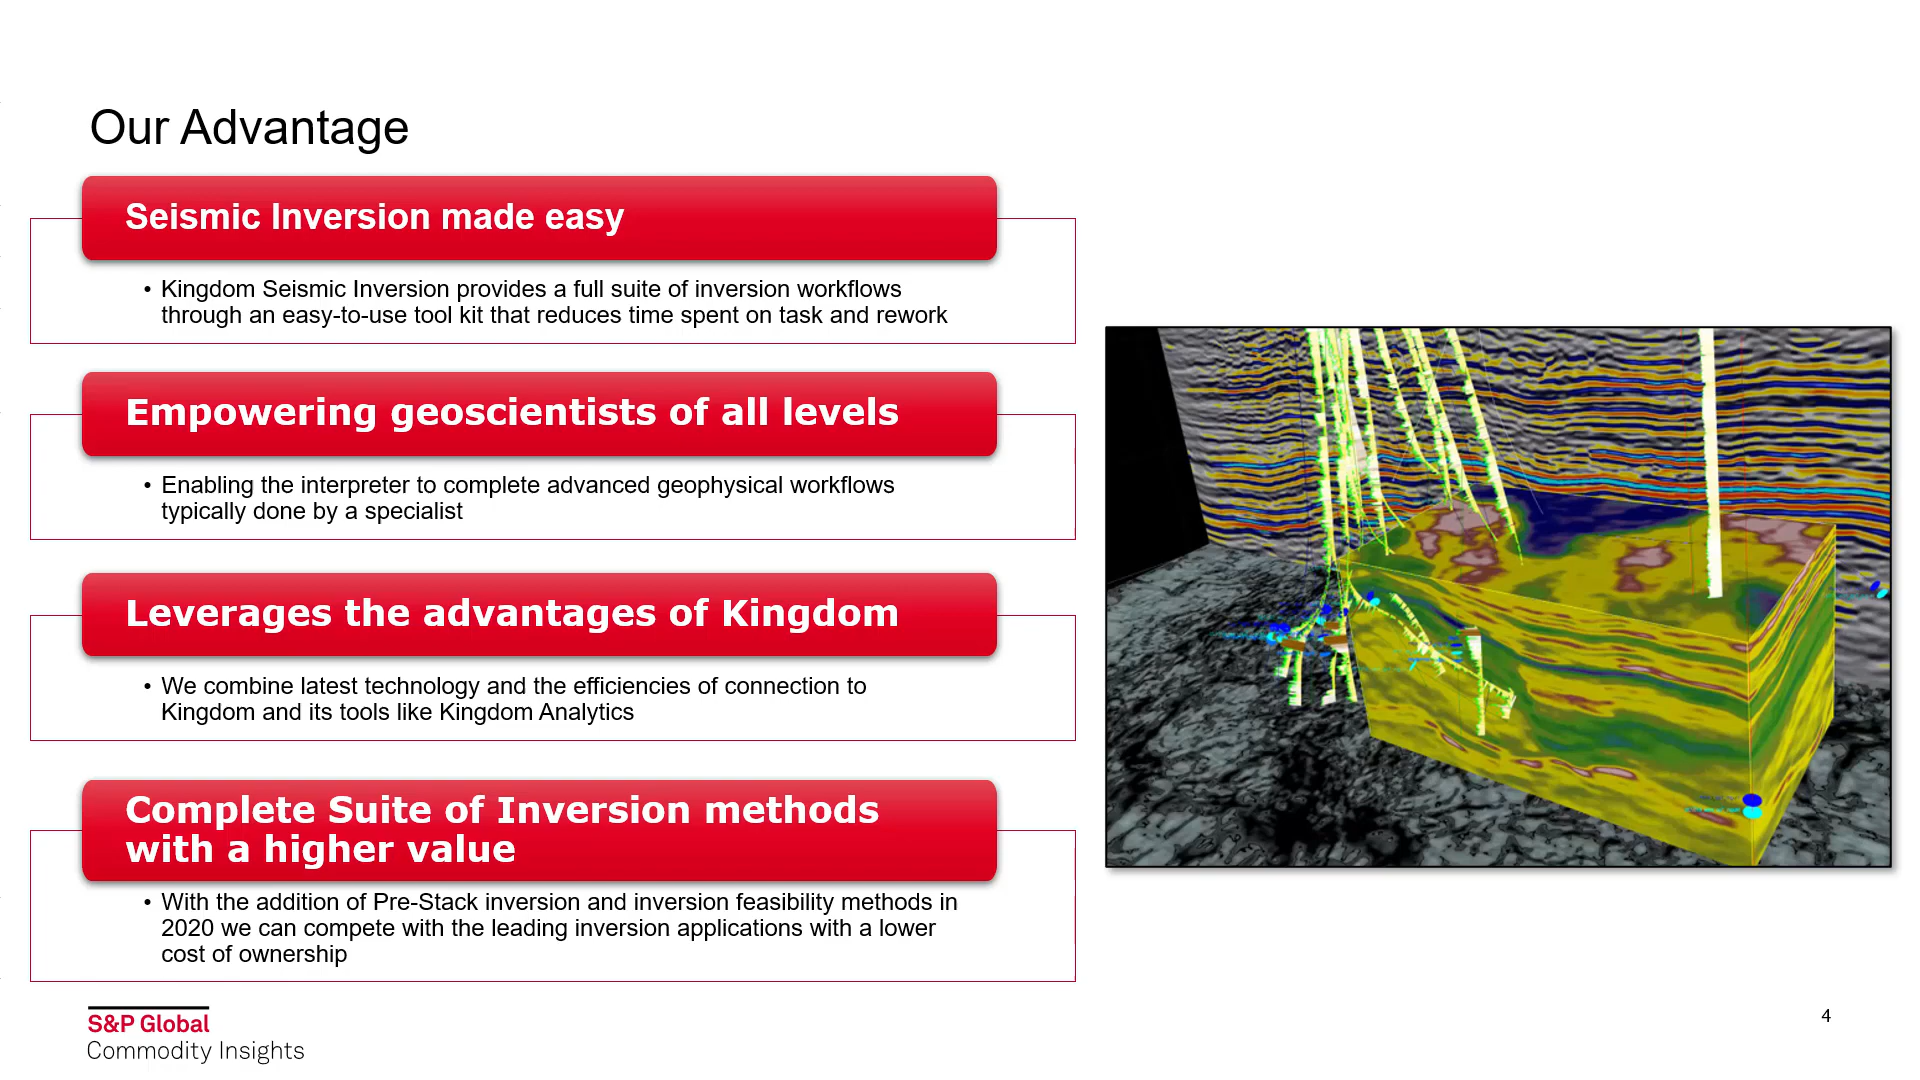 Our Advantage
Seismic Inversion made easy
• Kingdom Seismic Inversion provides a full suite of inversion workflows
through an easy-to-use tool kit that reduces time spent on task and rework
Empowering geoscientists of all levels
• Enabling the interpreter to complete advanced geophysical workflows
typically done by a specialist
Leverages the advantages of Kingdom
• We combine latest technology and the efficiencies of connection to
Kingdom and its tools like Kingdom Analytics
Complete Suite of Inversion methods
with a higher value
• With the addition of Pre-Stack inversion and inversion feasibility methods in
2020 we can compete with the leading inversion applications with a lower
cost of ownership
S&P Global
Commodity Insights
4